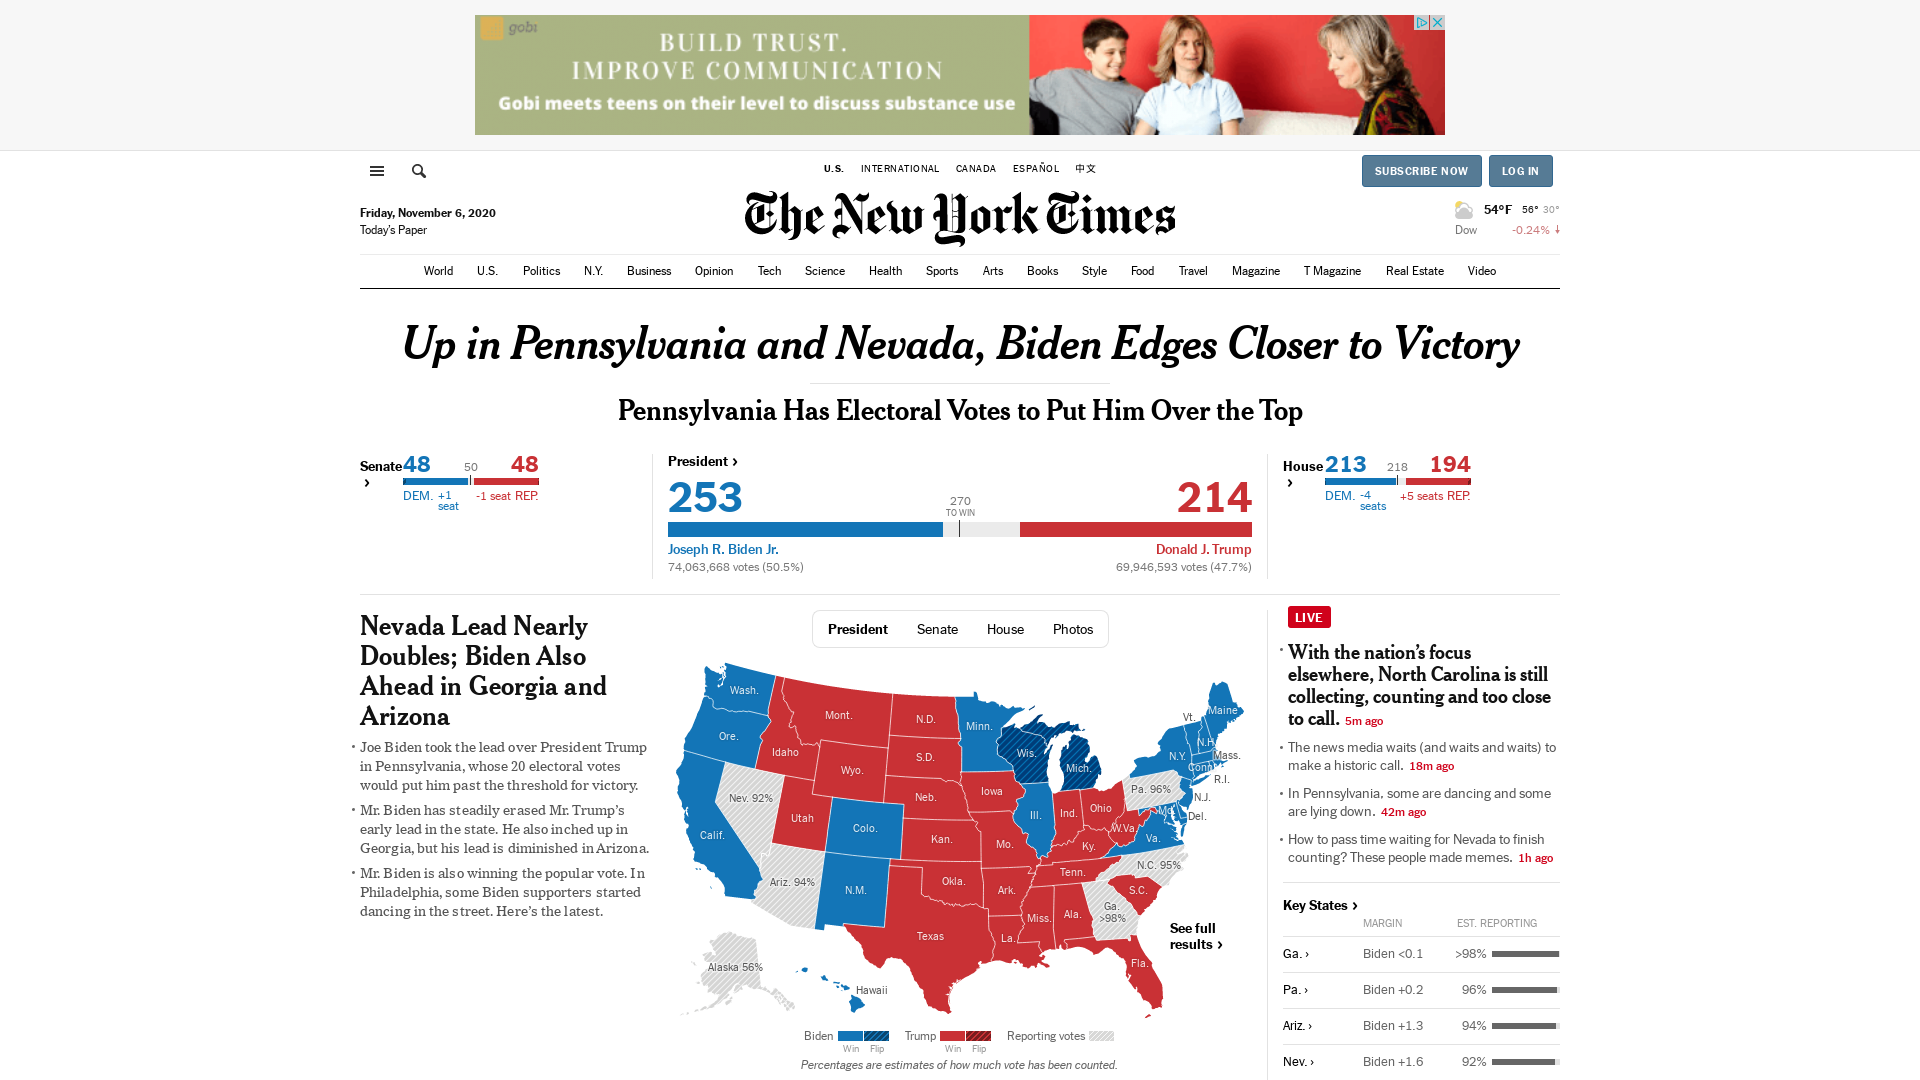 gobi
BUILD TRUST.
IMPROVE COMMUNICATION
Gobi meets teens on their level to discuss substance use
U.S. INTERNATIONAL CANADA ESPAÑOL 中文
SUBSCRIBE NOW LOG IN
The New York Times
Friday, November 6, 2020
Today's Paper
54°F 56° 30°
Dow -0.24% ↓
World U.S. Politics N.Y. Business Opinion Tech Science Health Sports Arts Books Style Food Travel Magazine T Magazine Real Estate Video
Up in Pennsylvania and Nevada, Biden Edges Closer to Victory
Pennsylvania Has Electoral Votes to Put Him Over the Top
Senate ›
48 50 48
DEM. +1 seat -1 seat REP.
President ›
253 270 TO WIN 214
Joseph R. Biden Jr. Donald J. Trump
74,063,668 votes (50.5%) 69,946,593 votes (47.7%)
House ›
213 218 194
DEM. -4 seats +5 seats REP.
Nevada Lead Nearly
Doubles; Biden Also
Ahead in Georgia and
Arizona
• Joe Biden took the lead over President Trump
in Pennsylvania, whose 20 electoral votes
would put him past the threshold for victory.
• Mr. Biden has steadily erased Mr. Trump's
early lead in the state. He also inched up in
Georgia, but his lead is diminished in Arizona.
• Mr. Biden is also winning the popular vote. In
Philadelphia, some Biden supporters started
dancing in the street. Here's the latest.
President Senate House Photos
Wash.
Ore.
Calif.
Nev. 92%
Idaho
Mont.
Wyo.
Utah
Colo.
Ariz. 94%
N.M.
N.D.
S.D.
Neb.
Kan.
Okla.
Texas
Minn.
Iowa
Mo.
Ark.
La.
Wis.
Ill.
Mich.
Ind.
Ohio
Ky.
Tenn.
Miss.
Ala.
Ga.
>98%
Fla.
S.C.
N.C. 95%
Va.
W.Va.
Pa. 96%
N.Y.
Vt.
N.H.
Maine
Mass.
Conn.
R.I.
N.J.
Del.
Md.
Alaska 56%
Hawaii
See full
results ›
Biden Trump Reporting votes
Win Flip Win Flip
Percentages are estimates of how much vote has been counted.
LIVE
• With the nation's focus
elsewhere, North Carolina is still
collecting, counting and too close
to call. 5m ago
• The news media waits (and waits and waits) to
make a historic call. 18m ago
• In Pennsylvania, some are dancing and some
are lying down. 42m ago
• How to pass time waiting for Nevada to finish
counting? These people made memes. 1h ago
Key States ›
MARGIN EST. REPORTING
Ga. › Biden <0.1 >98%
Pa. › Biden +0.2 96%
Ariz. › Biden +1.3 94%
Nev. › Biden +1.6 92%